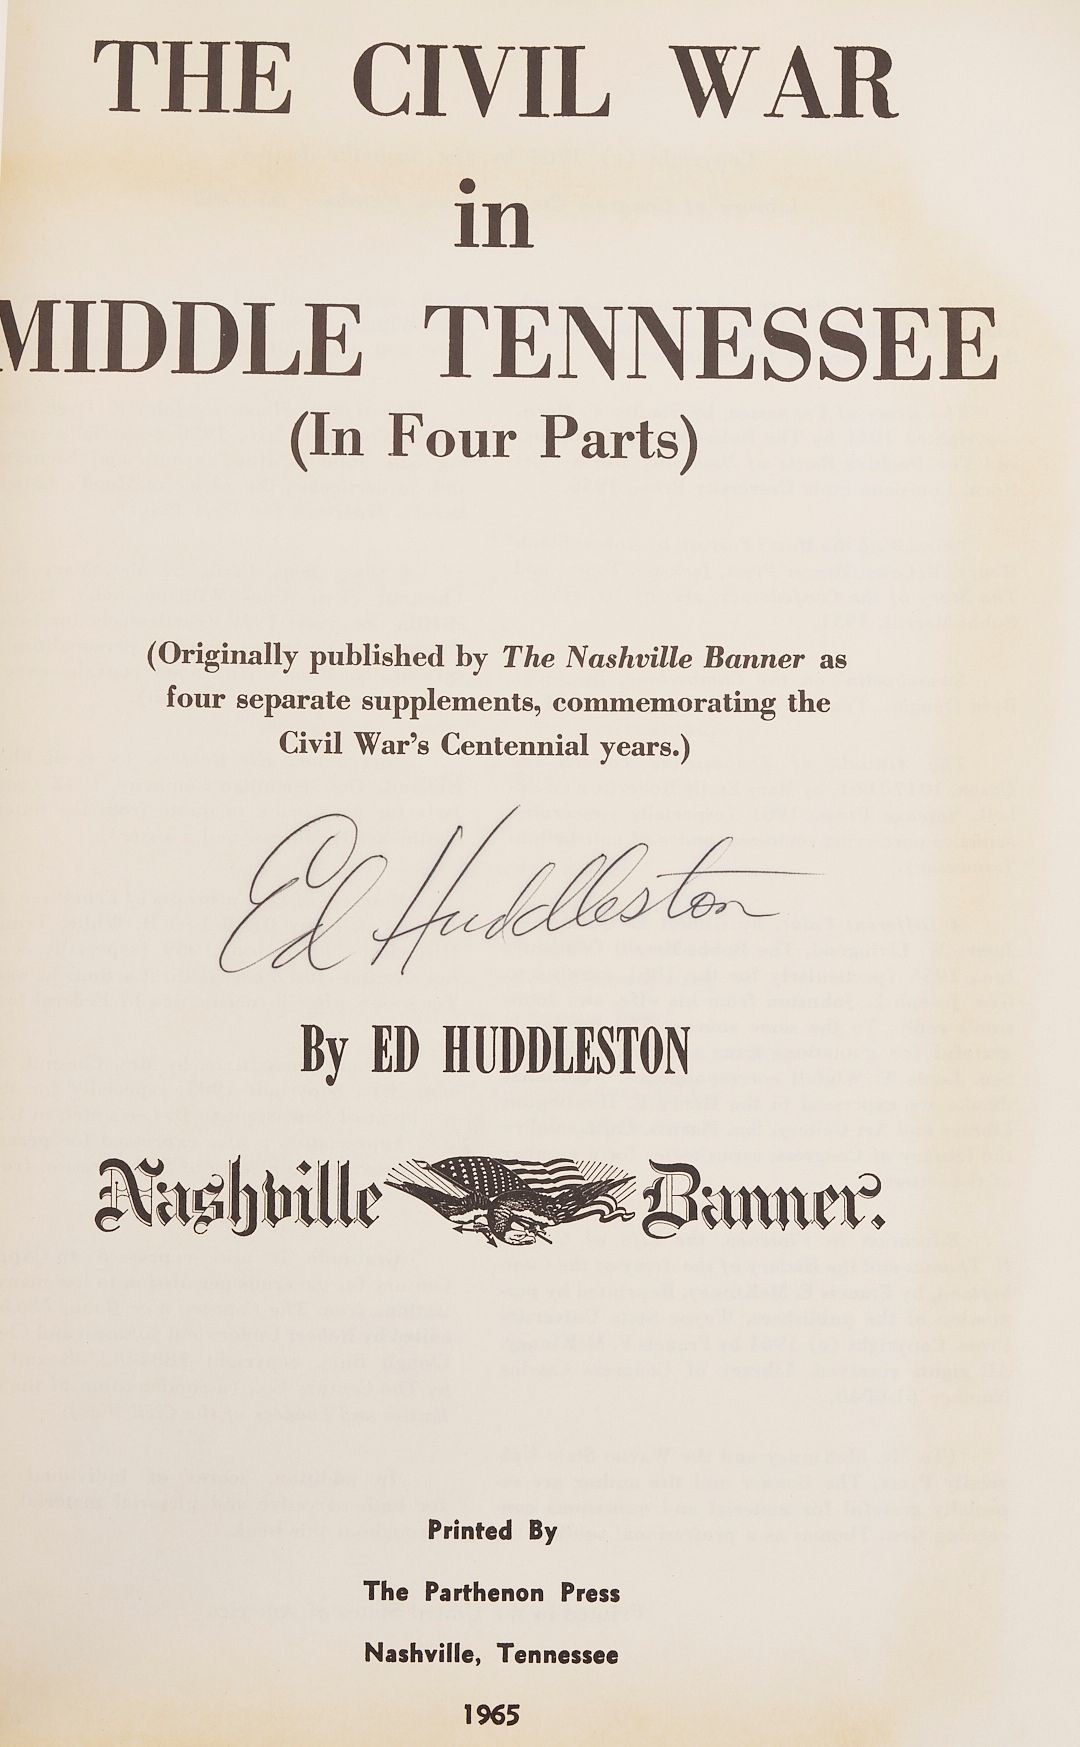 THE CIVIL WAR
in
MIDDLE TENNESSEE
(In Four Parts)
(Originally published by The Nashville Banner as
four separate supplements, commemorating the
Civil War's Centennial years.)
Ed Huddleston
By ED HUDDLESTON
Nashville Banner.
Printed By
The Parthenon Press
Nashville, Tennessee
1965